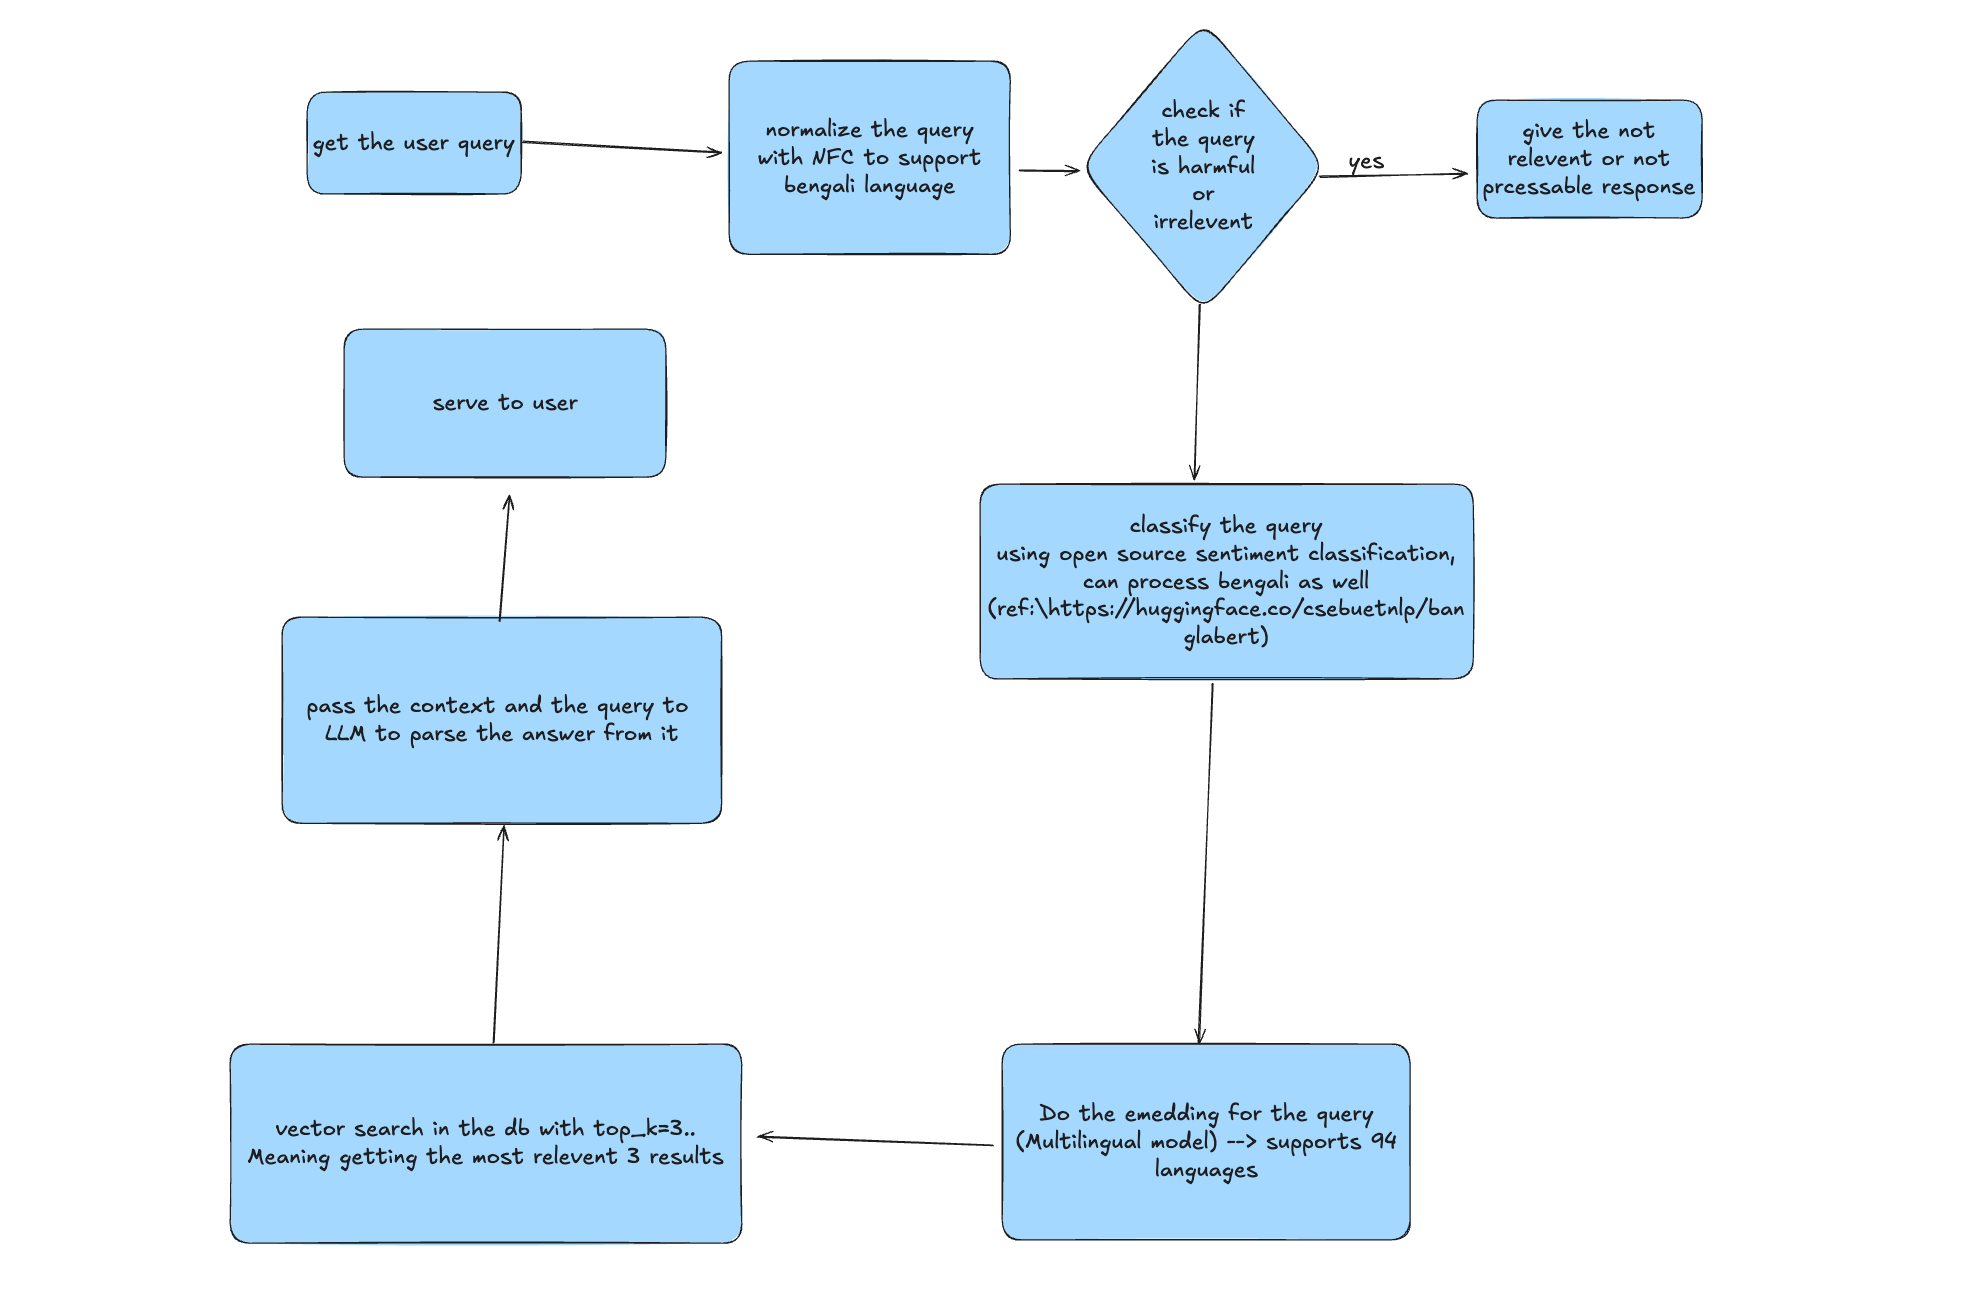 get the user query
normalize the query
with NFC to support
bengali language
check if
the query
is harmful
or
irrelevent
yes
give the not
relevent or not
prcessable response
classify the query
using open source sentiment classification,
can process bengali as well
(ref:\https://huggingface.co/csebuetnlp/ban
glabert)
Do the emedding for the query
(Multilingual model) --> supports 94
languages
vector search in the db with top_k=3..
Meaning getting the most relevent 3 results
pass the context and the query to
LLM to parse the answer from it
serve to user